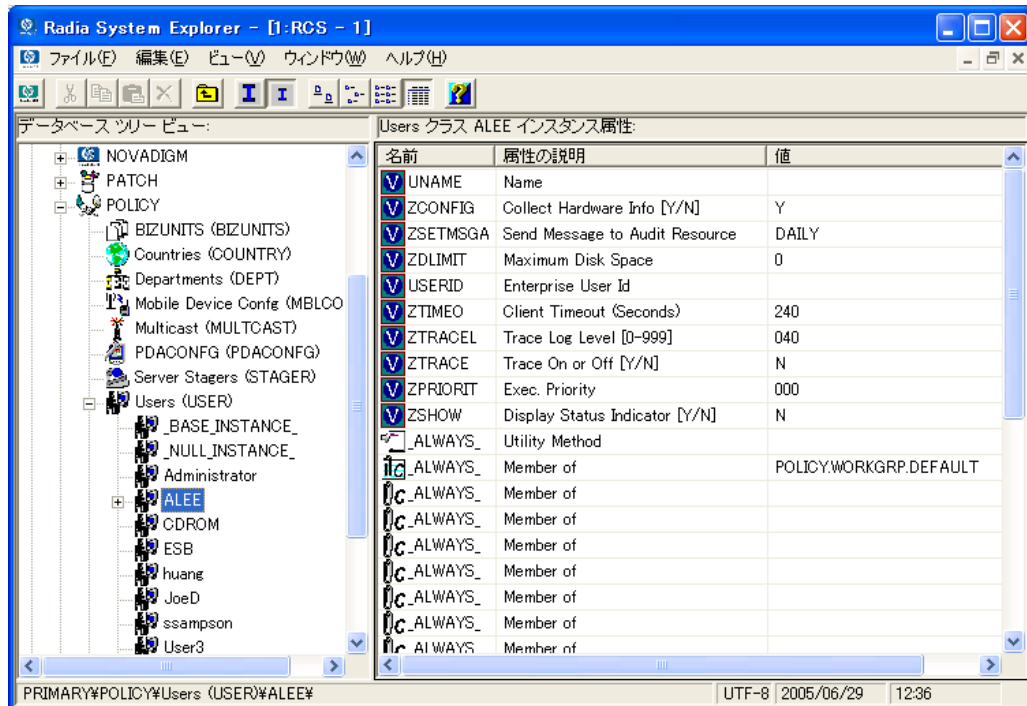 Radia System Explorer - [1:RCS - 1]
ファイル(F) 編集(E) ビュー(V) ウィンドウ(W) ヘルプ(H)
データベース ツリー ビュー:
NOVADIGM
PATCH
POLICY
BIZUNITS (BIZUNITS)
Countries (COUNTRY)
Departments (DEPT)
Mobile Device Confg (MBLCO
Multicast (MULTCAST)
PDACONFG (PDACONFG)
Server Stagers (STAGER)
Users (USER)
_BASE_INSTANCE_
_NULL_INSTANCE_
Administrator
ALEE
CDROM
ESB
huang
JoeD
ssampson
User3
Users クラス ALEE インスタンス属性:
名前 属性の説明 値
UNAME Name
ZCONFIG Collect Hardware Info [Y/N] Y
ZSETMSGA Send Message to Audit Resource DAILY
ZDLIMIT Maximum Disk Space 0
USERID Enterprise User Id
ZTIMEO Client Timeout (Seconds) 240
ZTRACEL Trace Log Level [0-999] 040
ZTRACE Trace On or Off [Y/N] N
ZPRIORIT Exec. Priority 000
ZSHOW Display Status Indicator [Y/N] N
_ALWAYS_ Utility Method
_ALWAYS_ Member of POLICY.WORKGRP.DEFAULT
_ALWAYS_ Member of
_ALWAYS_ Member of
_ALWAYS_ Member of
_ALWAYS_ Member of
_ALWAYS_ Member of
_ALWAYS_ Member of
_ALWAYS_ Member of
PRIMARY¥POLICY¥Users (USER)¥ALEE¥
UTF-8 2005/06/29 12:36